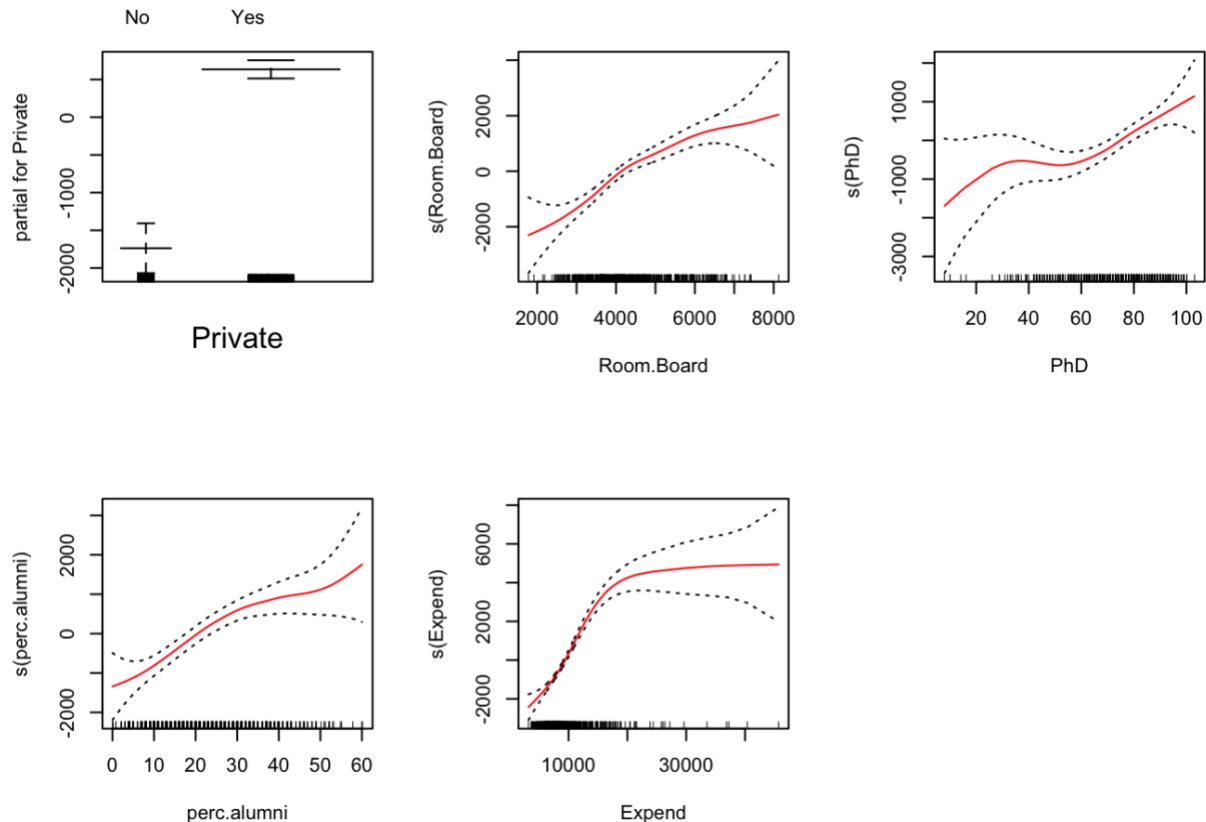 No Yes
partial for Private
0
-1000
-2000
Private
s(Room.Board)
2000
0
-2000
2000 4000 6000 8000
Room.Board
s(PhD)
1000
-1000
-3000
20 40 60 80 100
PhD
s(perc.alumni)
2000
0
-2000
0 10 20 30 40 50 60
perc.alumni
s(Expend)
6000
2000
-2000
10000 30000
Expend